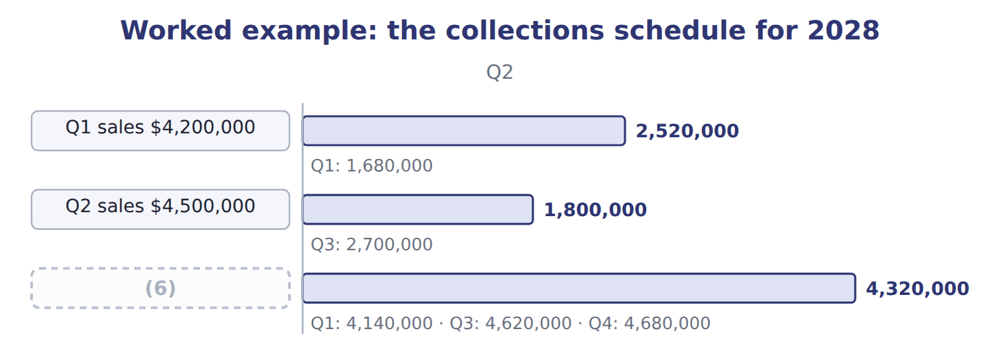 Worked example: the collections schedule for 2028
Q2
Q1 sales $4,200,000
2,520,000
Q1: 1,680,000
Q2 sales $4,500,000
1,800,000
Q3: 2,700,000
(6)
4,320,000
Q1: 4,140,000 · Q3: 4,620,000 · Q4: 4,680,000